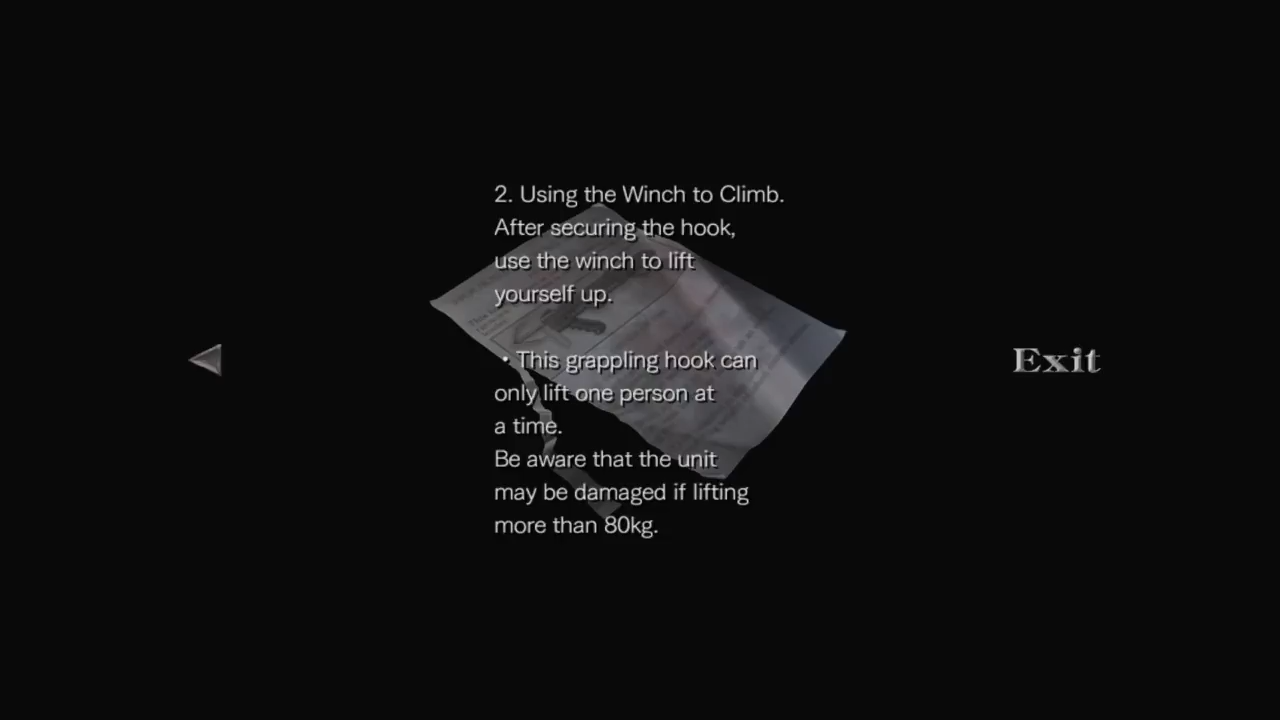 2. Using the Winch to Climb.
After securing the hook,
use the winch to lift
yourself up.
・This grappling hook can
only lift one person at
a time.
Be aware that the unit
may be damaged if lifting
more than 80kg.
Exit